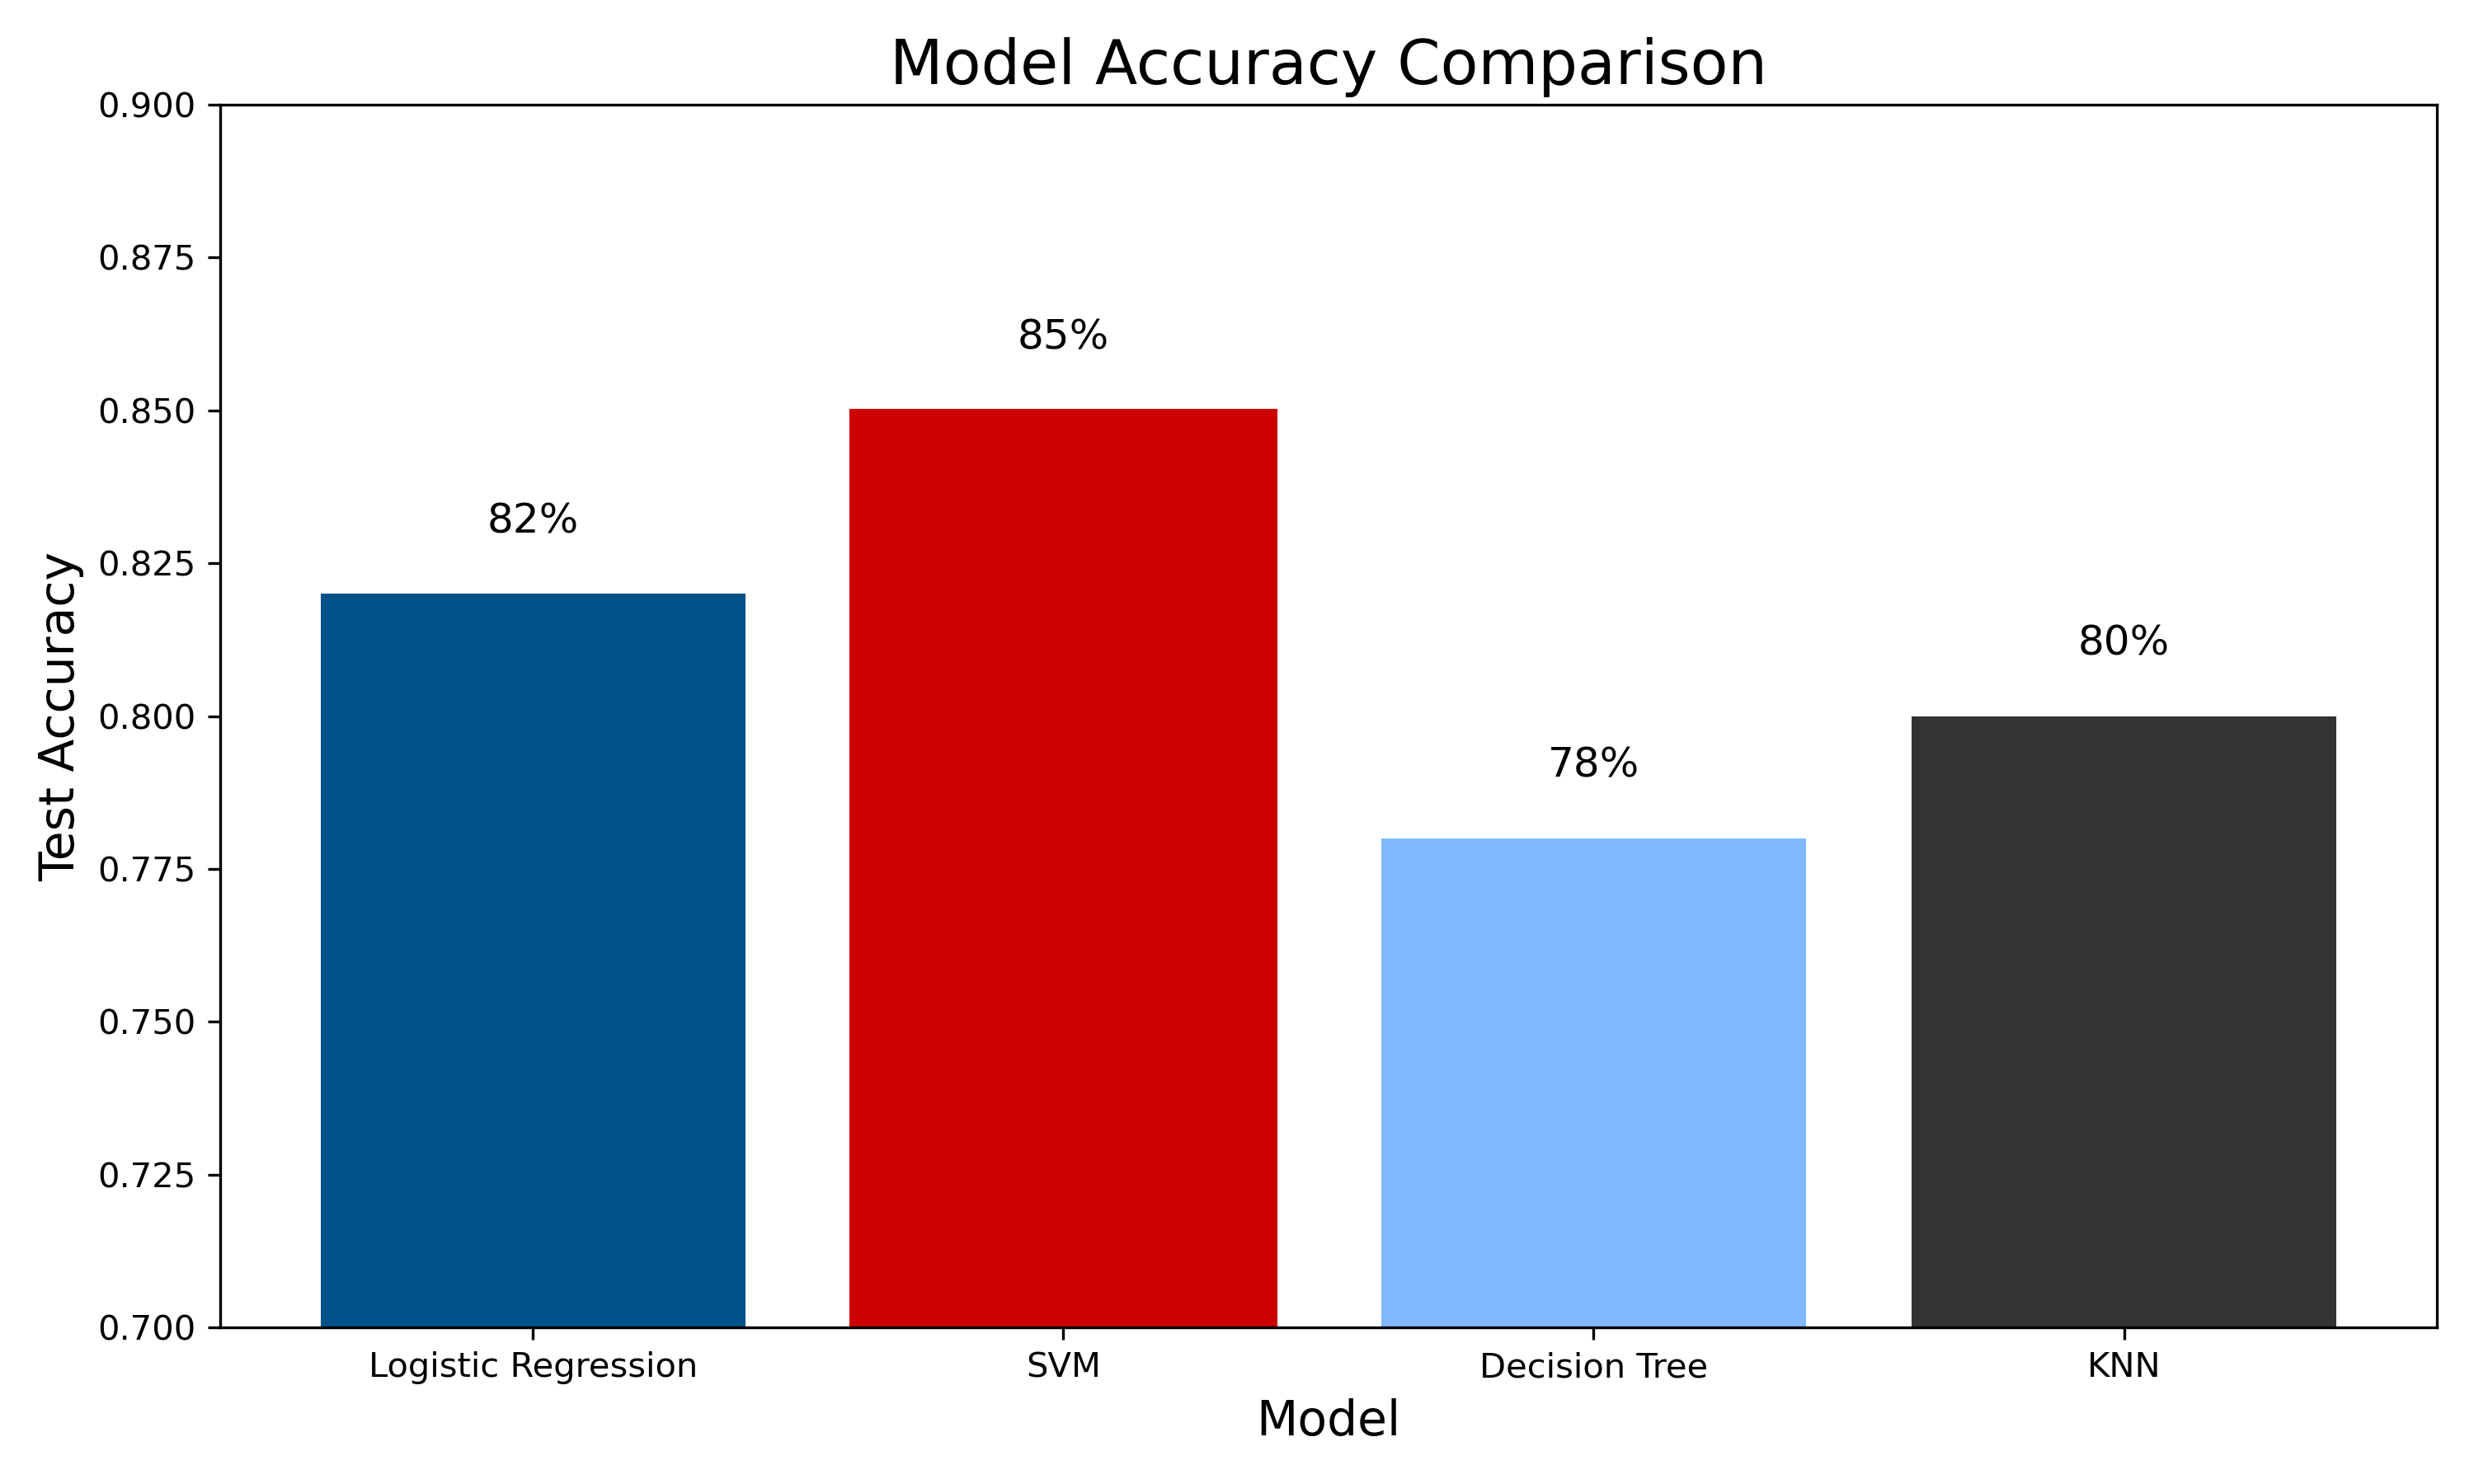 Model Accuracy Comparison
0.900
0.875
0.850
0.825
0.800
0.775
0.750
0.725
0.700
Test Accuracy
82%
85%
78%
80%
Logistic Regression
SVM
Decision Tree
KNN
Model